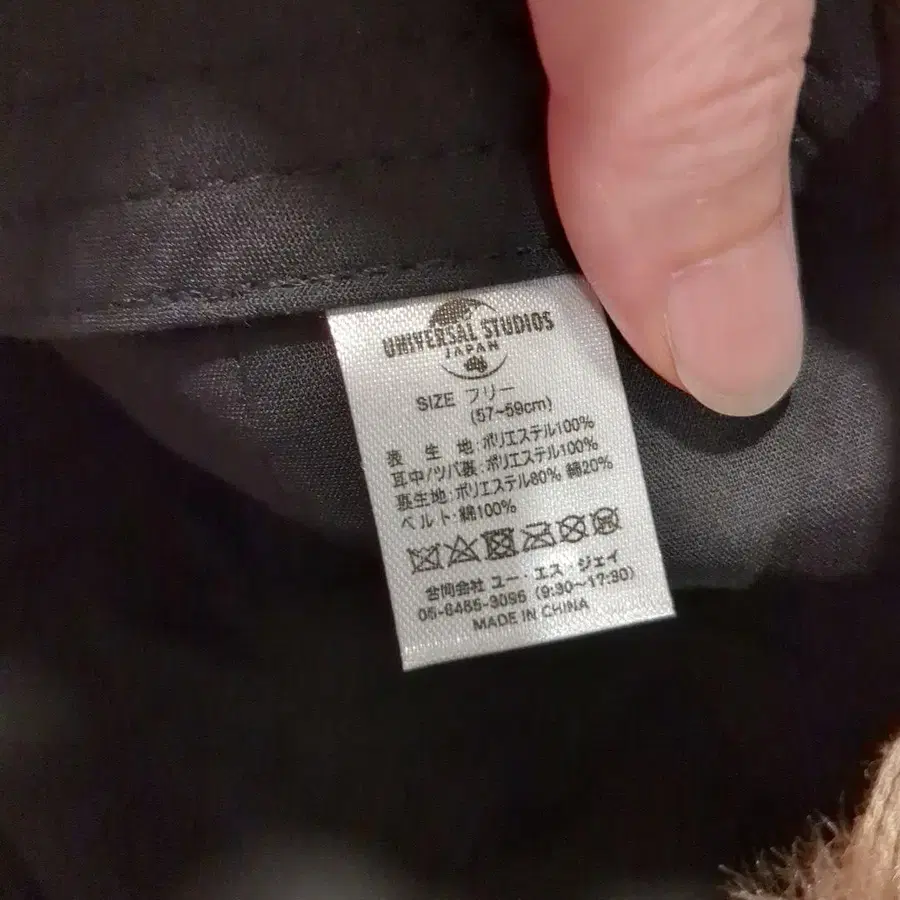 UNIVERSAL STUDIOS
JAPAN
SIZE フリー
(57~59cm)
表生地:ポリエステル100%
耳中/ツバ裏:ポリエステル100%
裏生地:ポリエステル80% 綿20%
ベルト:綿100%
合同会社 ユー・エス・ジェイ
05-6465-3095 (9:30~17:30)
MADE IN CHINA